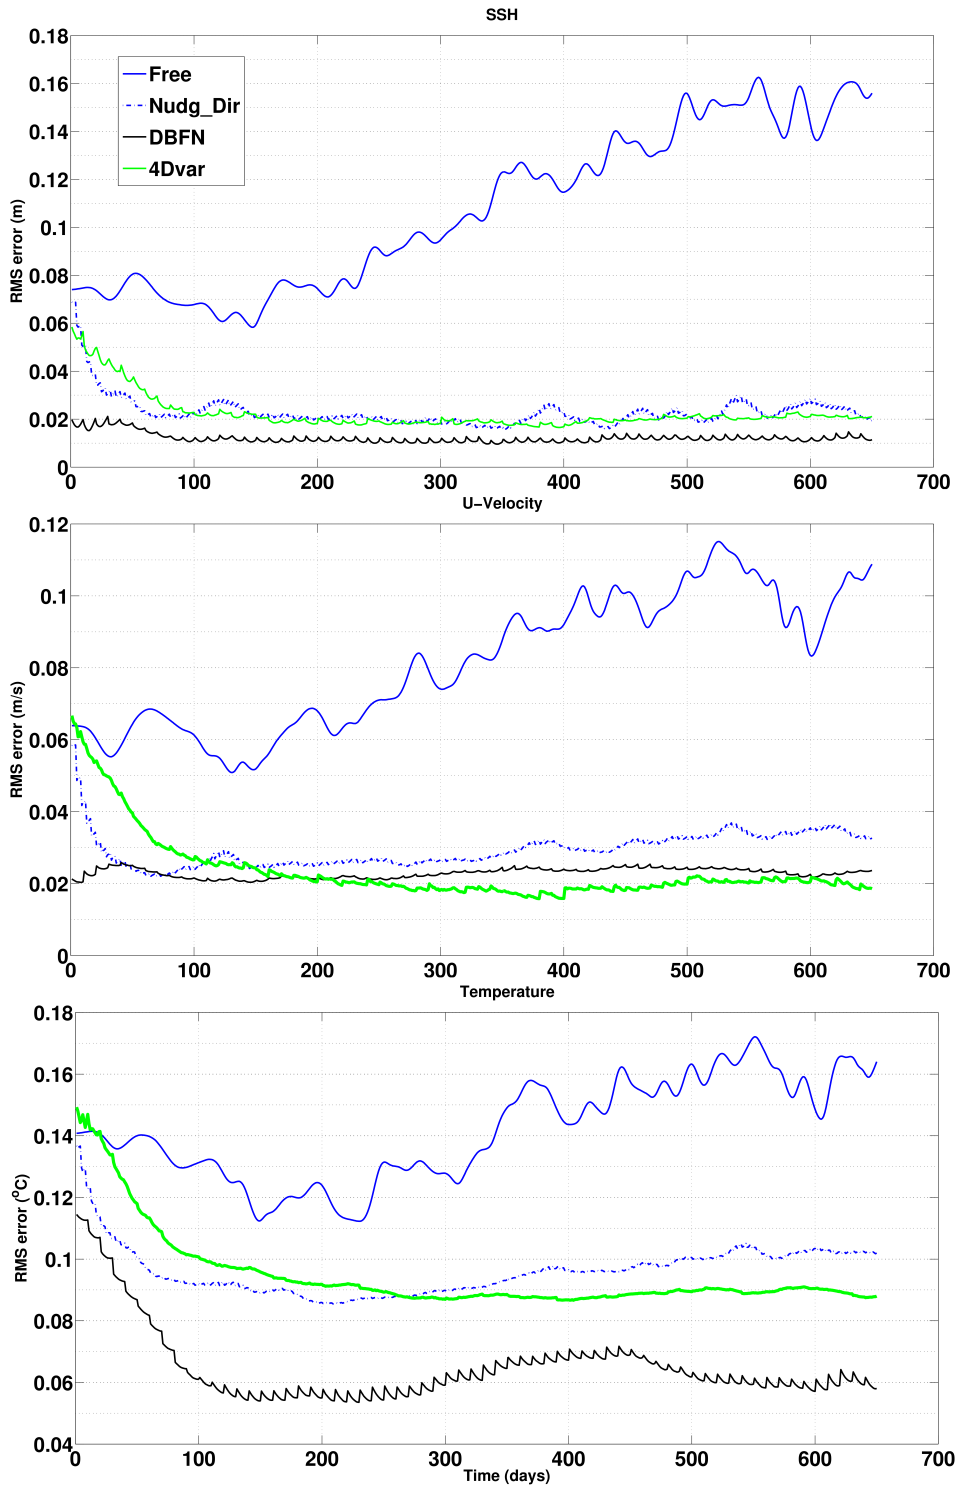 SSH
0.18
0.16
0.14
0.12
0.1
0.08
0.06
0.04
0.02
0
RMS error (m)
Free
Nudg_Dir
DBFN
4Dvar
0 100 200 300 400 500 600 700
U−Velocity
0.12
0.1
0.08
0.06
0.04
0.02
0
RMS error (m/s)
0 100 200 300 400 500 600 700
Temperature
0.18
0.16
0.14
0.12
0.1
0.08
0.06
0.04
RMS error (°C)
0 100 200 300 400 500 600 700
Time (days)